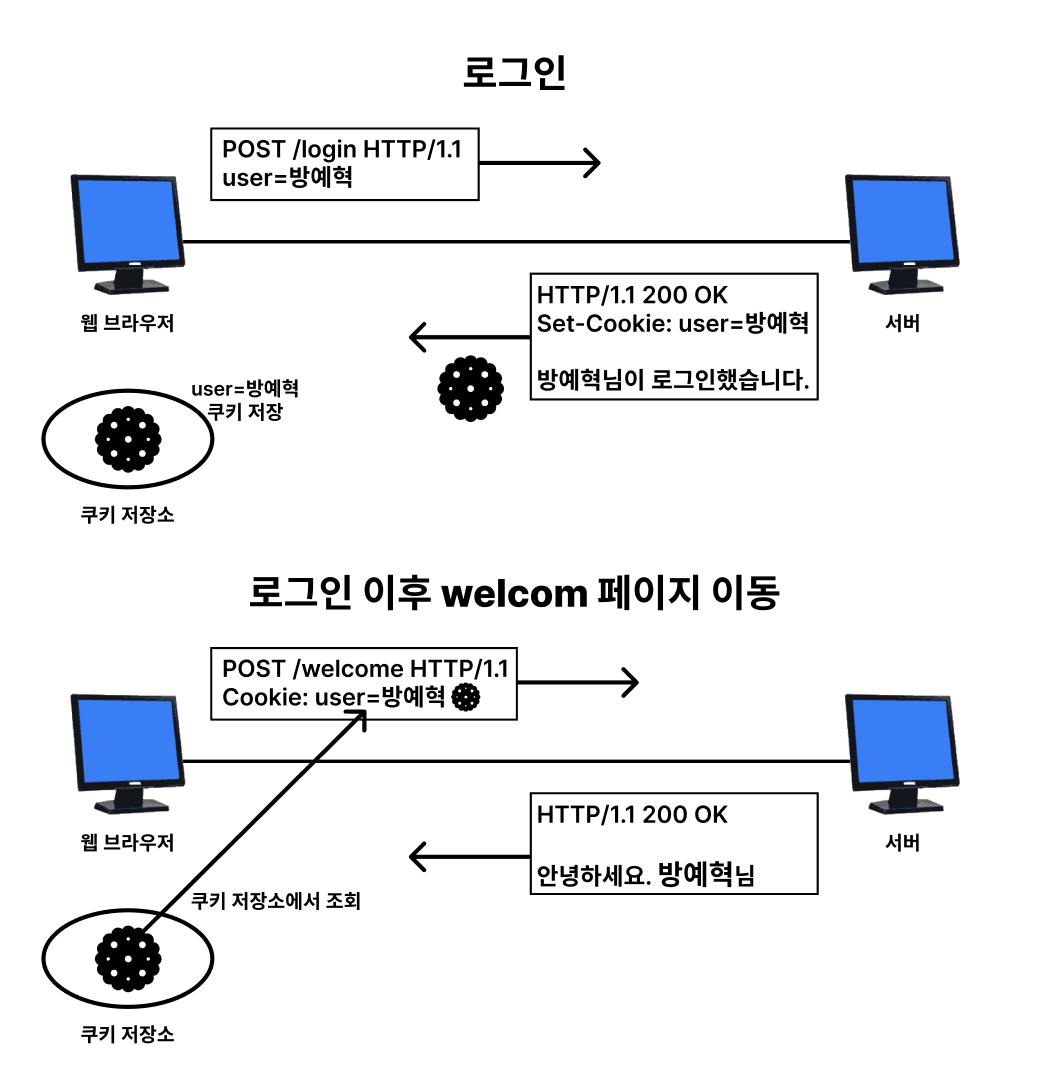 로그인
POST /login HTTP/1.1
user=방예혁
HTTP/1.1 200 OK
Set-Cookie: user=방예혁
방예혁님이 로그인했습니다.
웹 브라우저
서버
user=방예혁
쿠키 저장
쿠키 저장소
로그인 이후 welcom 페이지 이동
POST /welcome HTTP/1.1
Cookie: user=방예혁
HTTP/1.1 200 OK
안녕하세요. 방예혁님
웹 브라우저
서버
쿠키 저장소에서 조회
쿠키 저장소